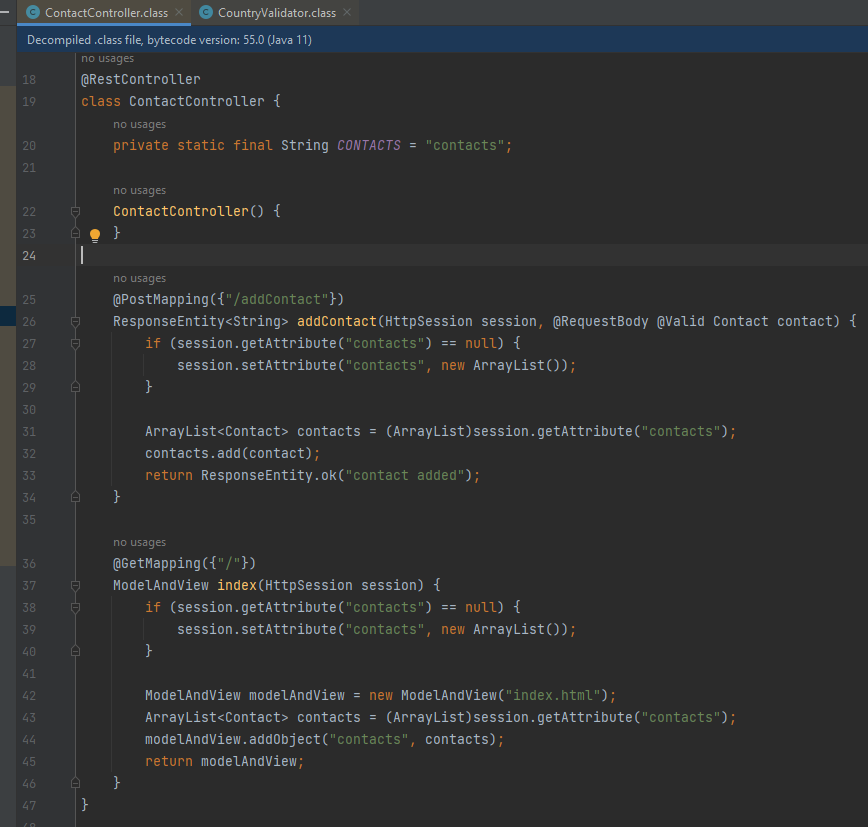 ContactController.class
CountryValidator.class
Decompiled .class file, bytecode version: 55.0 (Java 11)
no usages
18 @RestController
19 class ContactController {
no usages
20 private static final String CONTACTS = "contacts";
21
no usages
22 ContactController() {
23 }
24
no usages
25 @PostMapping({"/addContact"})
26 ResponseEntity<String> addContact(HttpSession session, @RequestBody @Valid Contact contact) {
27 if (session.getAttribute("contacts") == null) {
28 session.setAttribute("contacts", new ArrayList());
29 }
30
31 ArrayList<Contact> contacts = (ArrayList)session.getAttribute("contacts");
32 contacts.add(contact);
33 return ResponseEntity.ok("contact added");
34 }
35
no usages
36 @GetMapping({"/"})
37 ModelAndView index(HttpSession session) {
38 if (session.getAttribute("contacts") == null) {
39 session.setAttribute("contacts", new ArrayList());
40 }
41
42 ModelAndView modelAndView = new ModelAndView("index.html");
43 ArrayList<Contact> contacts = (ArrayList)session.getAttribute("contacts");
44 modelAndView.addObject("contacts", contacts);
45 return modelAndView;
46 }
47 }
48